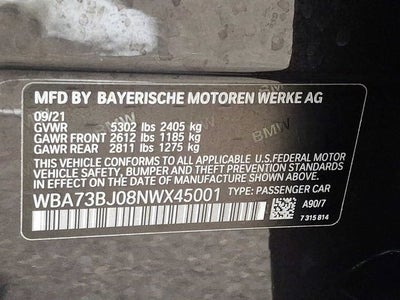 MFD BY BAYERISCHE MOTOREN WERKE AG
09/21
GVWR 5302 lbs 2405 kg
GAWR FRONT 2612 lbs 1185 kg
GAWR REAR 2811 lbs 1275 kg
THIS VEHICLE CONFORMS TO ALL APPLICABLE U.S.FEDERAL MOTOR
VEHICLE SAFETY, BUMPER AND THEFT PREVENTION STANDARDS
IN EFFECT ON THE DATE OF MANUFACTURE SHOWN ABOVE.
WBA73BJ08NWX45001 TYPE: PASSENGER CAR
A90/7
7 315 814
BMW
BMW